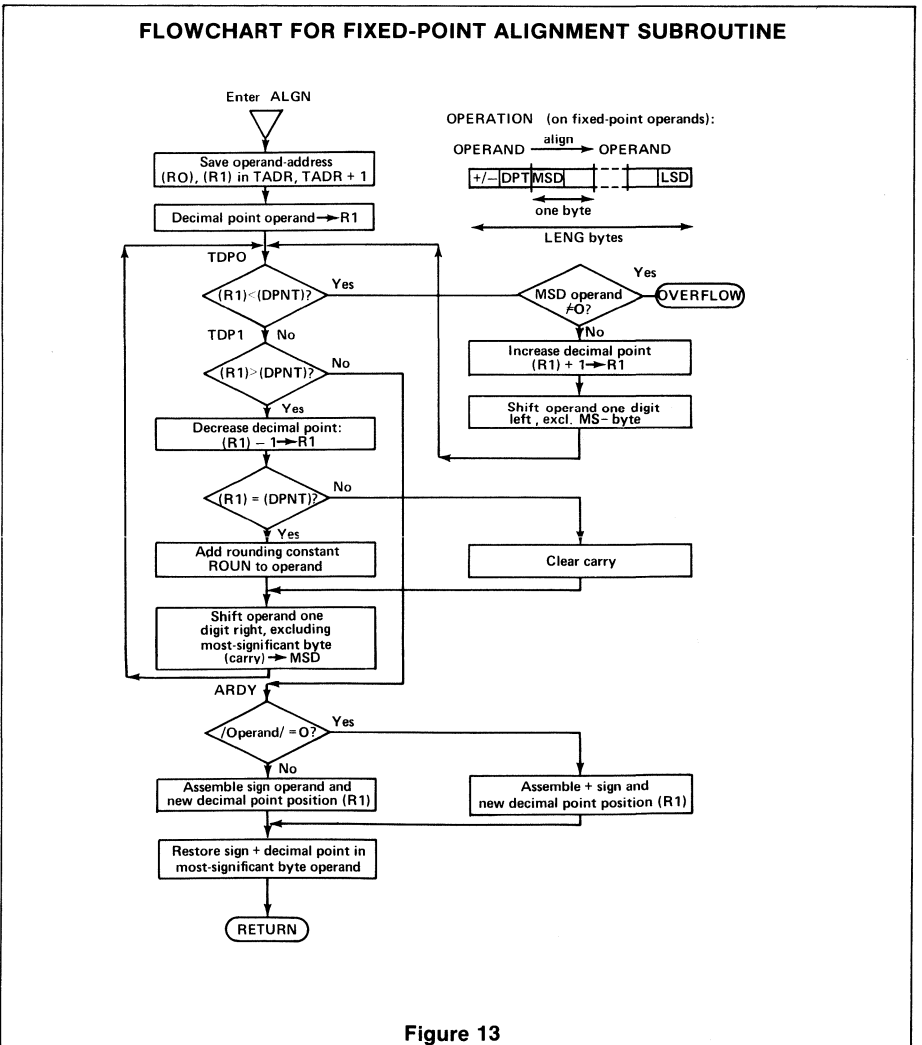 FLOWCHART FOR FIXED-POINT ALIGNMENT SUBROUTINE
Enter ALGN
Save operand-address
(RO), (R1) in TADR, TADR + 1
Decimal point operand→R1
TDPO
(R1)<(DPNT)?
Yes
No
TDP1
(R1)>(DPNT)?
No
Yes
Decrease decimal point:
(R1) − 1→R1
(R1) = (DPNT)?
No
Yes
Add rounding constant
ROUN to operand
Clear carry
Shift operand one
digit right, excluding
most-significant byte
(carry) → MSD
ARDY
/Operand/ = O?
Yes
No
Assemble sign operand and
new decimal point position (R1)
Assemble + sign and
new decimal point position (R1)
Restore sign + decimal point in
most-significant byte operand
RETURN
OPERATION (on fixed-point operands):
align
OPERAND → OPERAND
+/− DPT MSD LSD
one byte
LENG bytes
MSD operand
≠O?
Yes
OVERFLOW
No
Increase decimal point
(R1) + 1→R1
Shift operand one digit
left, excl. MS-byte
Figure 13